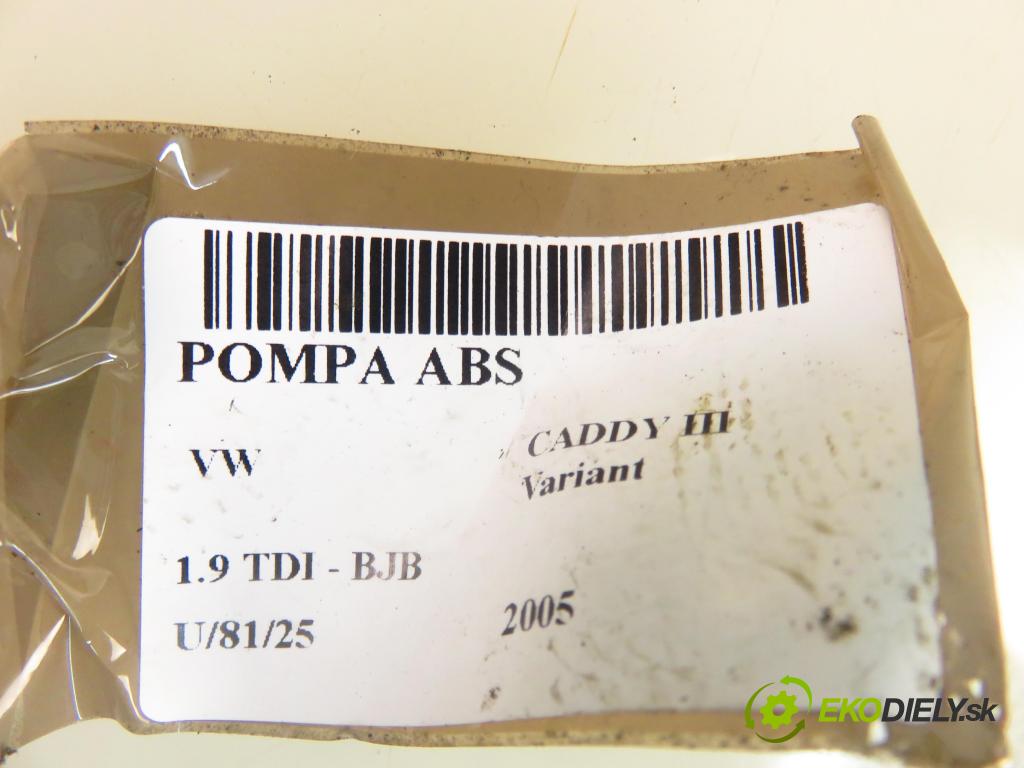 POMPA ABS
VW
CADDY III
Variant
1.9 TDI - BJB
U/81/25
2005
EKODIELY.sk